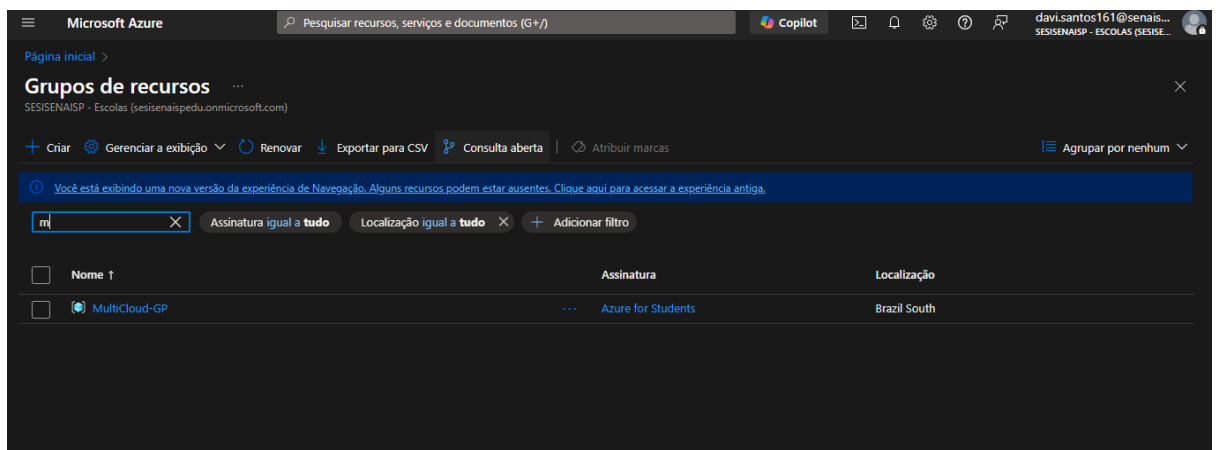 Microsoft Azure
Pesquisar recursos, serviços e documentos (G+/)
Copilot
davi.santos161@senais...
SESISENAISP - ESCOLAS (SESISE...
Página inicial >
Grupos de recursos ...
SESISENAISP - Escolas (sesisenaispedu.onmicrosoft.com)
Criar Gerenciar a exibição Renovar Exportar para CSV Consulta aberta Atribuir marcas Agrupar por nenhum
Você está exibindo uma nova versão da experiência de Navegação. Alguns recursos podem estar ausentes. Clique aqui para acessar a experiência antiga.
m Assinatura igual a tudo Localização igual a tudo Adicionar filtro
Nome ↑ Assinatura Localização
MultiCloud-GP ... Azure for Students Brazil South